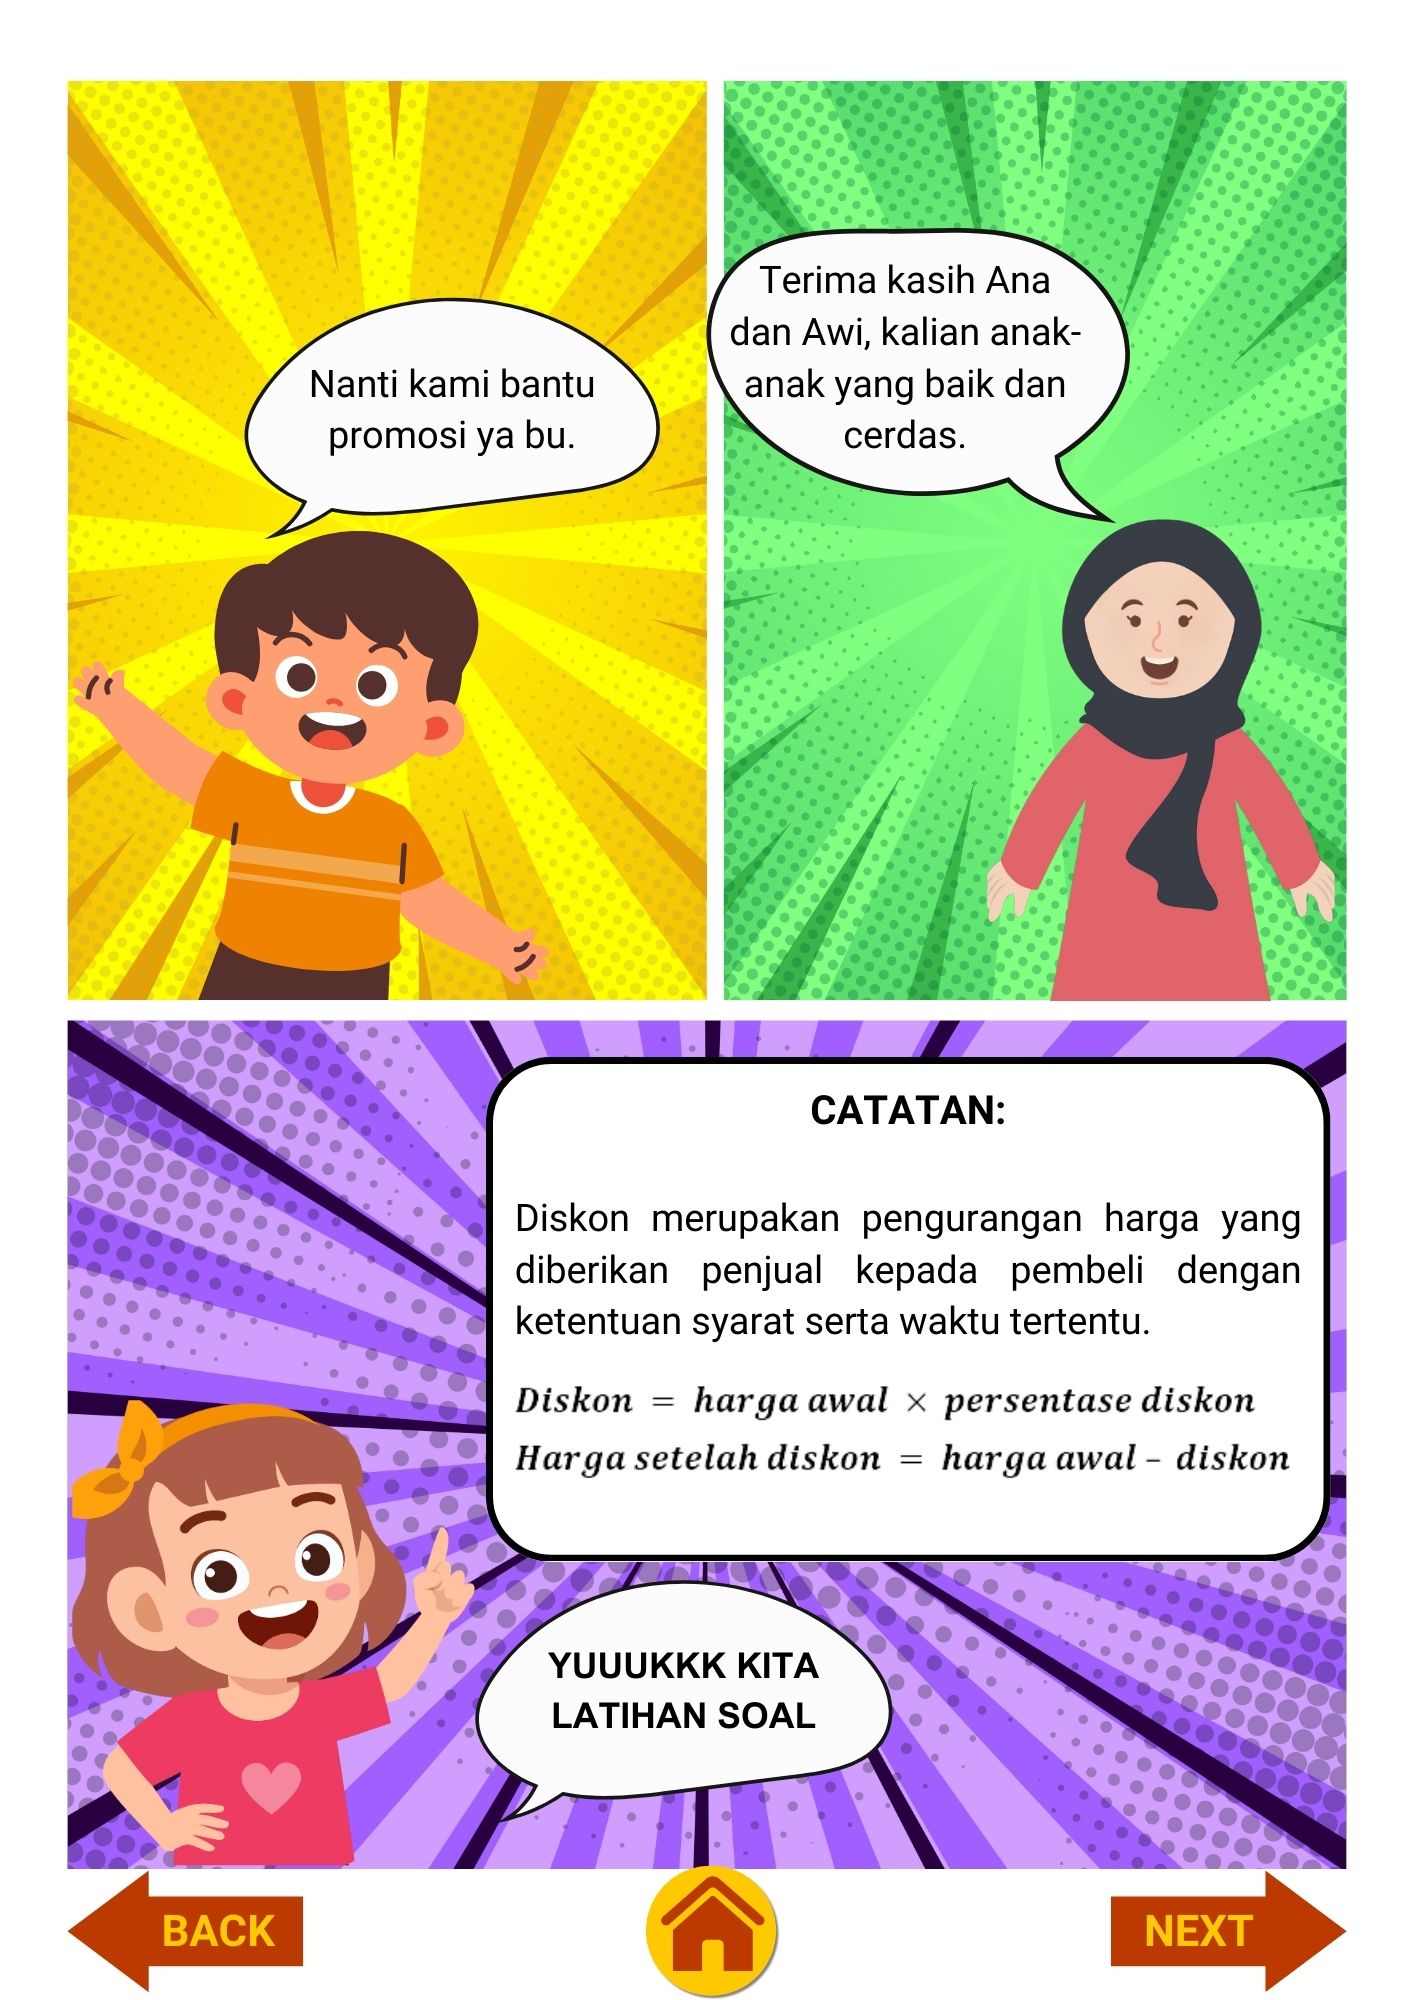 Nanti kami bantu
promosi ya bu.
Terima kasih Ana
dan Awi, kalian anak-
anak yang baik dan
cerdas.
CATATAN:
Diskon merupakan pengurangan harga yang
diberikan penjual kepada pembeli dengan
ketentuan syarat serta waktu tertentu.
Diskon = harga awal × persentase diskon
Harga setelah diskon = harga awal – diskon
YUUUKKK KITA
LATIHAN SOAL
BACK
NEXT